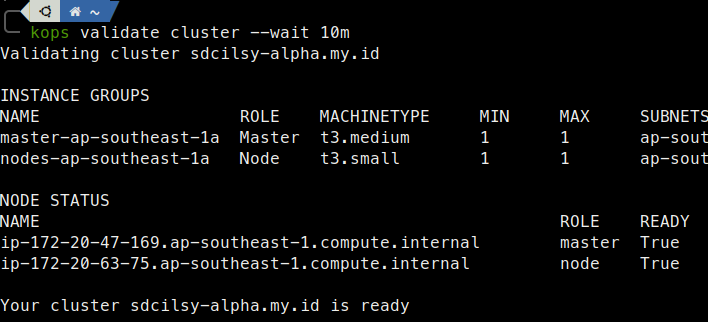 ~
kops validate cluster --wait 10m
Validating cluster sdcilsy-alpha.my.id
INSTANCE GROUPS
NAME ROLE MACHINETYPE MIN MAX SUBNETS
master-ap-southeast-1a Master t3.medium 1 1 ap-sout
nodes-ap-southeast-1a Node t3.small 1 1 ap-sout
NODE STATUS
NAME ROLE READY
ip-172-20-47-169.ap-southeast-1.compute.internal master True
ip-172-20-63-75.ap-southeast-1.compute.internal node True
Your cluster sdcilsy-alpha.my.id is ready